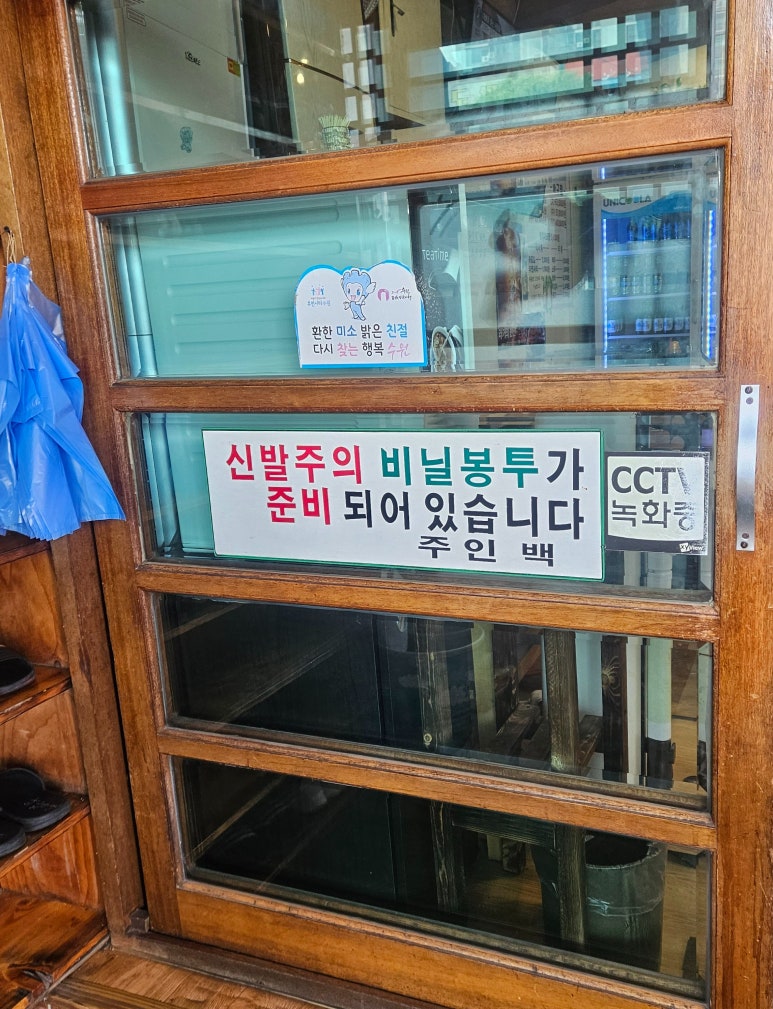 UNICOOLA
TEATIME
환한 미소 밝은 친절
다시 찾는 행복 수원
신발주의 비닐봉투가
준비 되어 있습니다
주 인 백
CCTV
녹화중